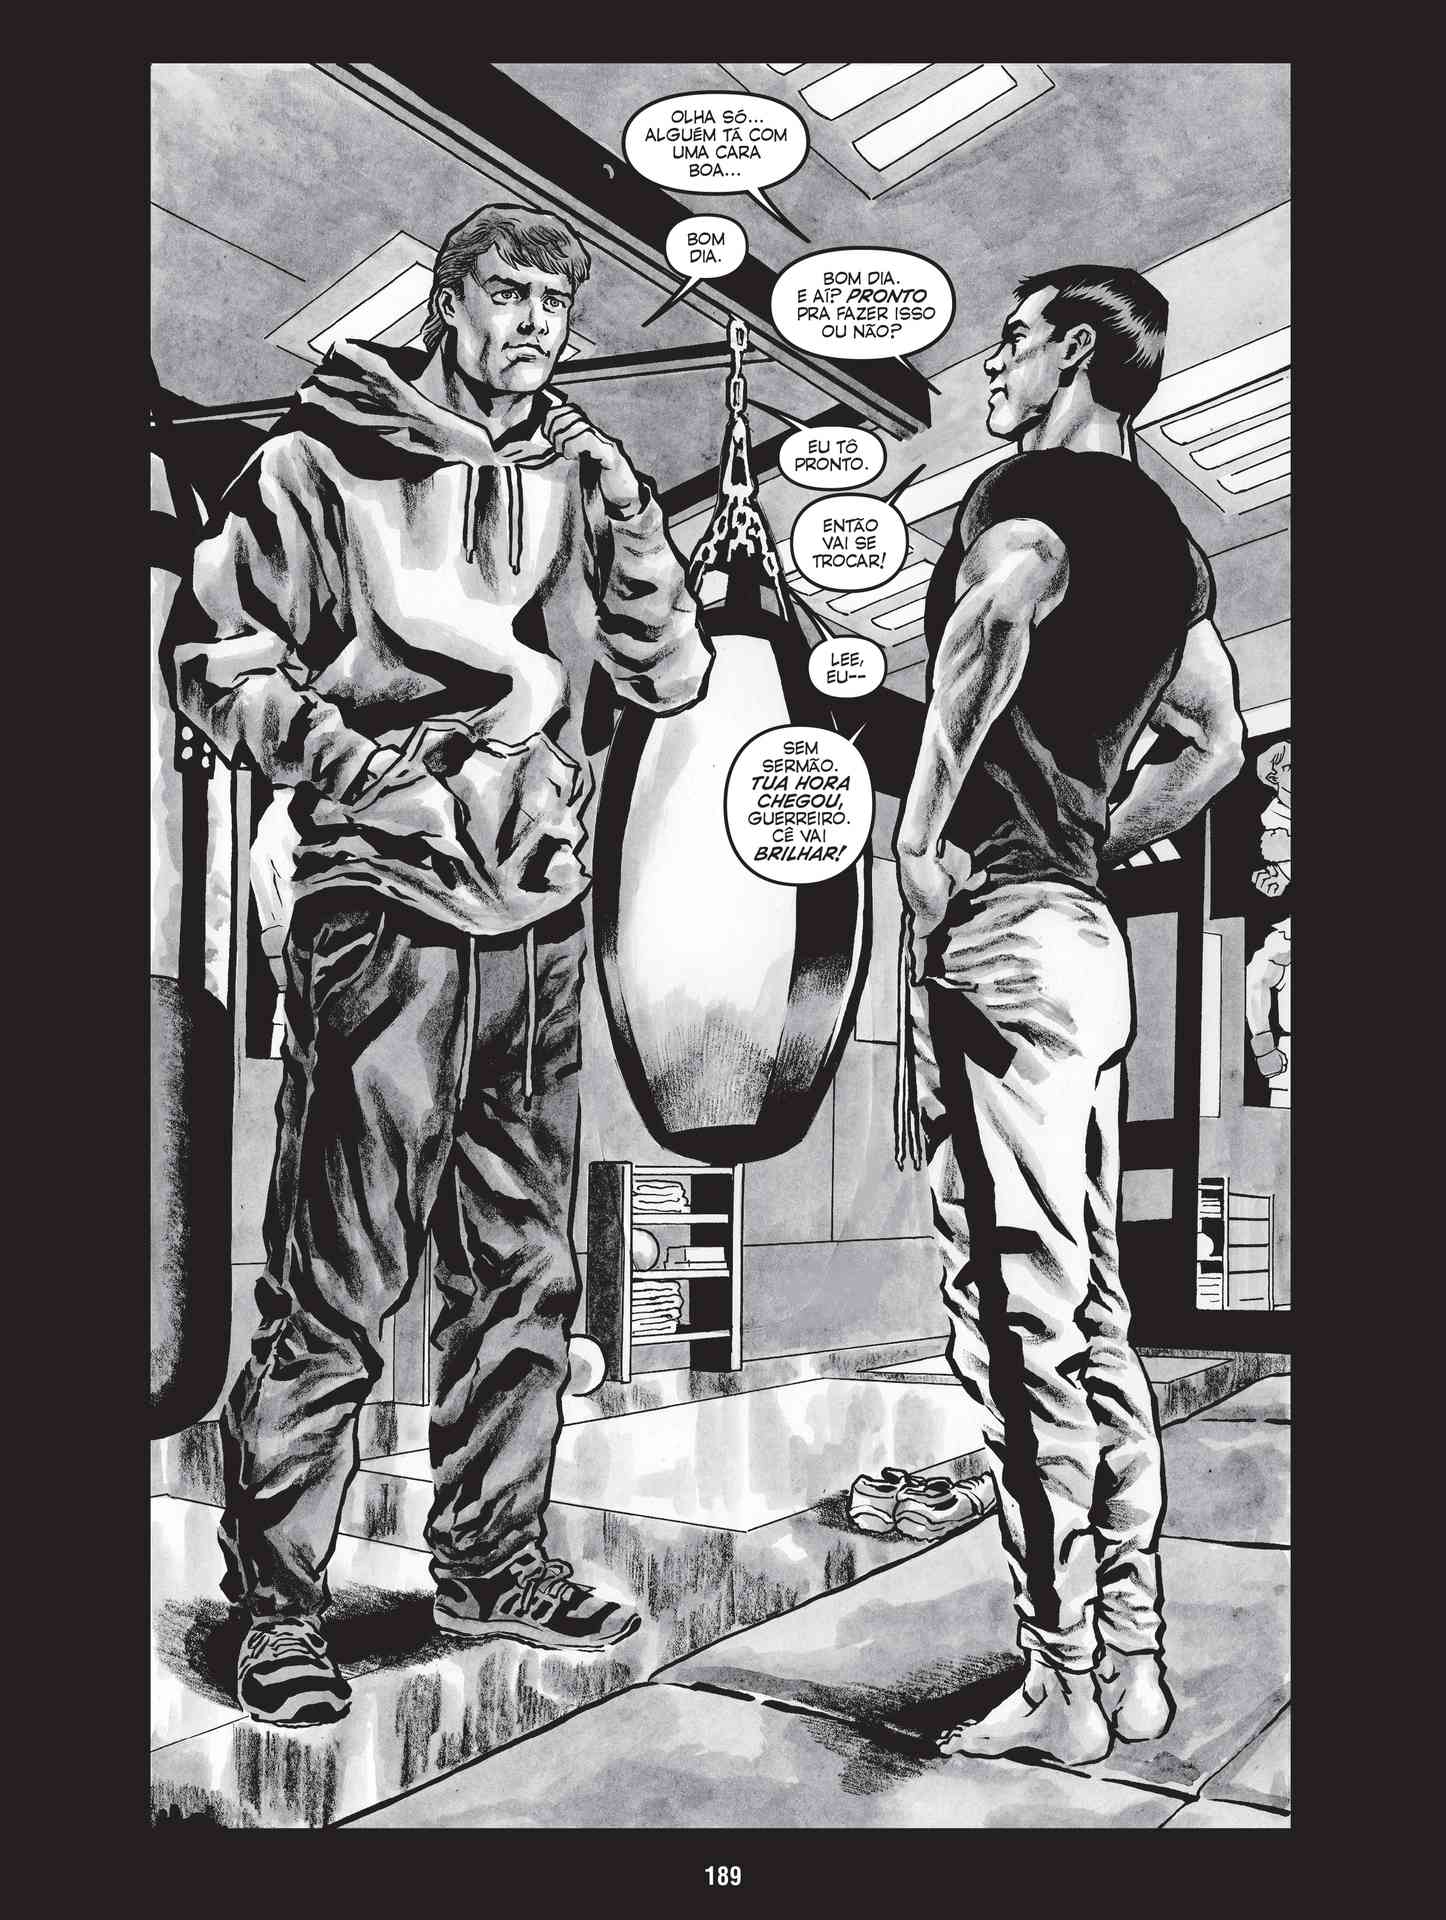 OLHA SÓ...
ALGUÉM TÁ COM
UMA CARA
BOA...
BOM
DIA.
BOM DIA.
E AÍ? PRONTO
PRA FAZER ISSO
OU NÃO?
EU TÔ
PRONTO.
ENTÃO
VAI SE
TROCAR!
LEE,
EU--
SEM
SERMÃO.
TUA HORA
CHEGOU,
GUERREIRO.
CÊ VAI
BRILHAR!
189